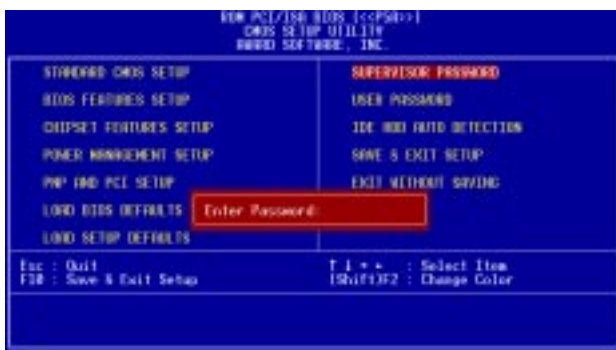 ROM PCI/ISA BIOS (<<P5A>>)
CMOS SETUP UTILITY
AWARD SOFTWARE, INC.
STANDARD CMOS SETUP
BIOS FEATURES SETUP
CHIPSET FEATURES SETUP
POWER MANAGEMENT SETUP
PNP AND PCI SETUP
LOAD BIOS DEFAULTS
LOAD SETUP DEFAULTS
SUPERVISOR PASSWORD
USER PASSWORD
IDE HDD AUTO DETECTION
SAVE & EXIT SETUP
EXIT WITHOUT SAVING
Enter Password:
Esc : Quit
F10 : Save & Exit Setup
↑ ↓ → ← : Select Item
(Shift)F2 : Change Color